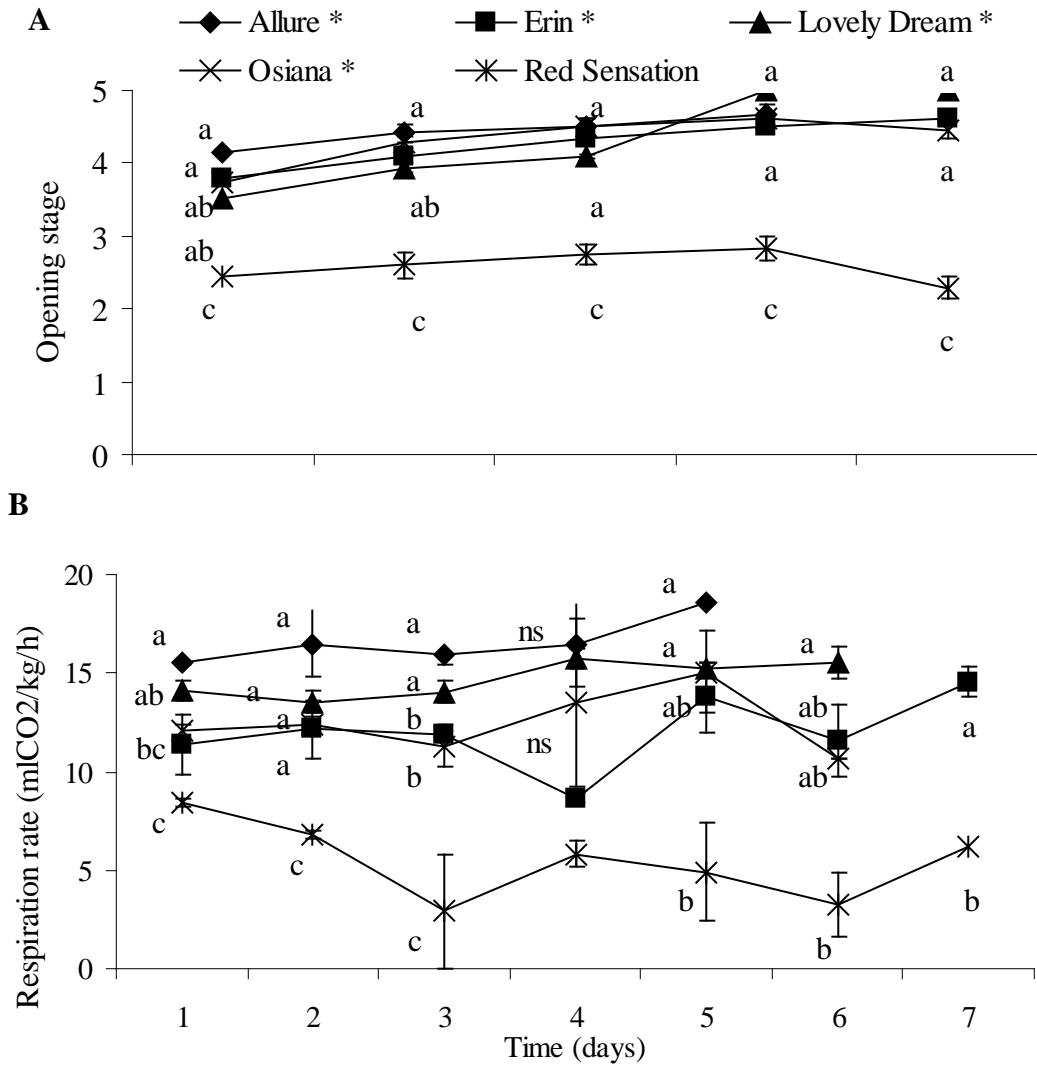 A
Allure *
Erin *
Lovely Dream *
Osiana *
Red Sensation
5
4
3
2
1
0
Opening stage
a
a
ab
ab
c
a
ab
c
a
a
c
a
a
c
a
a
c
B
20
15
10
5
0
Respiration rate (mlCO2/kg/h)
a
ab
bc
c
a
a
a
a
c
a
a
b
b
c
ns
ns
a
a
ab
b
a
ab
ab
b
a
b
1 2 3 4 5 6 7
Time (days)